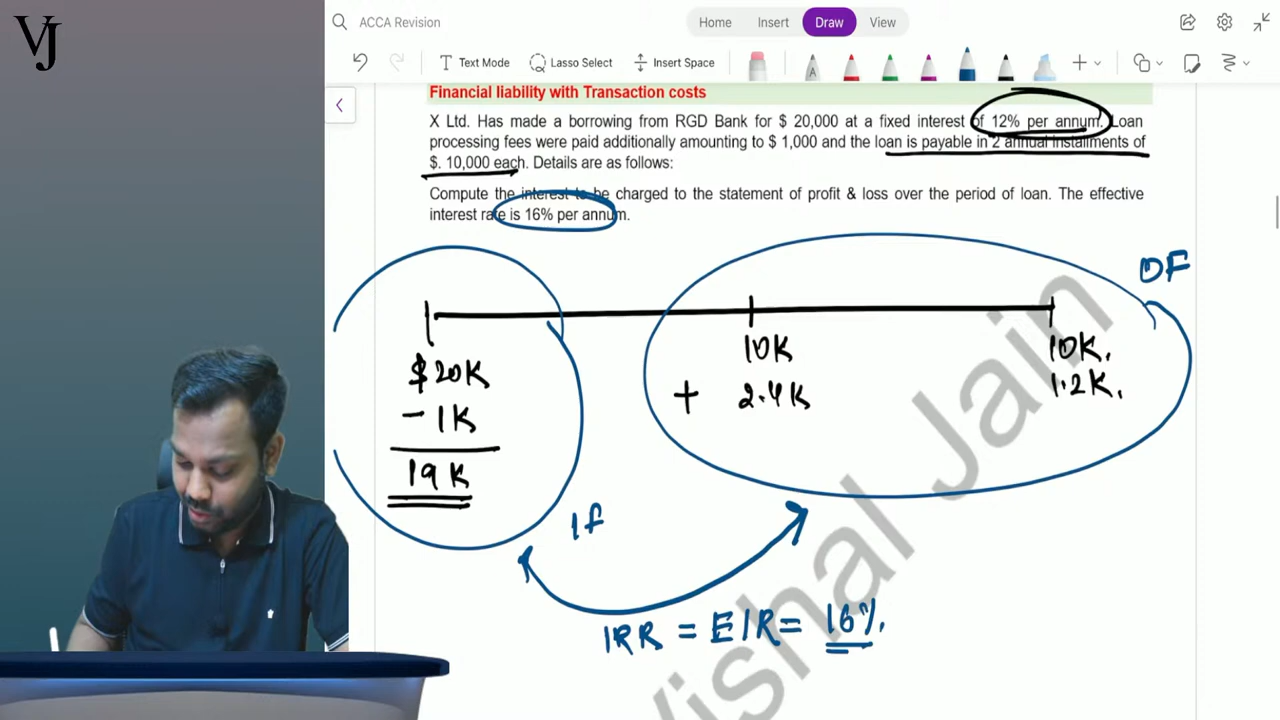 VJ
ACCA Revision
Home Insert Draw View
Text Mode Lasso Select Insert Space
Financial liability with Transaction costs
X Ltd. Has made a borrowing from RGD Bank for $ 20,000 at a fixed interest of 12% per annum. Loan
processing fees were paid additionally amounting to $ 1,000 and the loan is payable in 2 annual installments of
$. 10,000 each. Details are as follows:
Compute the interest to be charged to the statement of profit & loss over the period of loan. The effective
interest rate is 16% per annum.
OF
$20K
-1K
19K
10K
+ 2.4K
10K.
1.2K.
If
IRR = EIR = 16%.
Vishal Jain